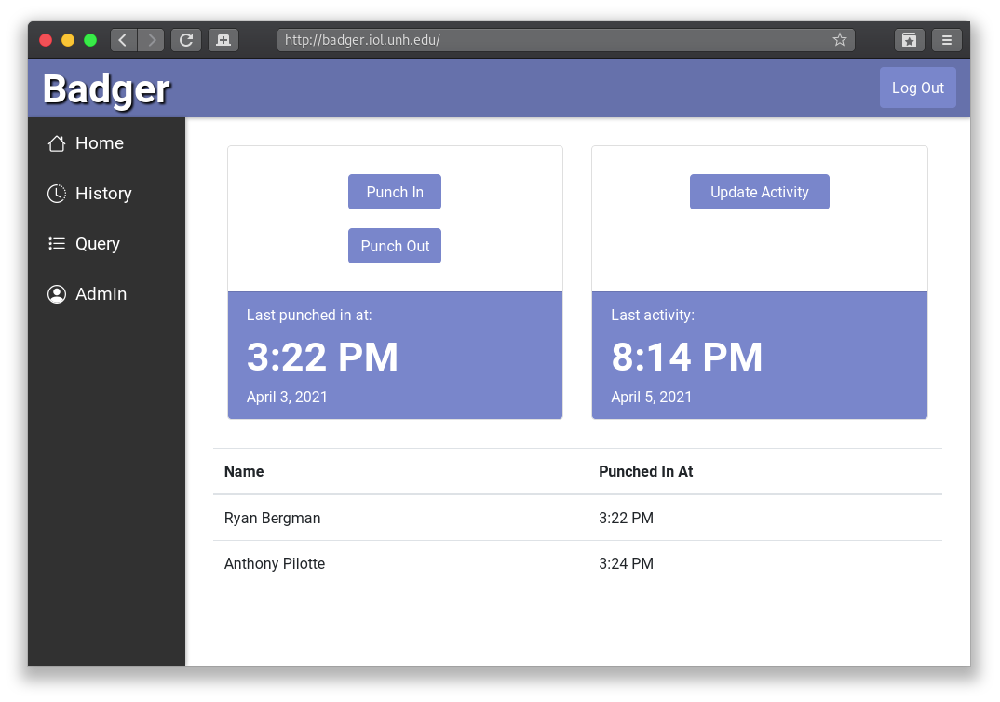 http://badger.iol.unh.edu/
Badger
Log Out
Home
History
Query
Admin
Punch In
Punch Out
Last punched in at:
3:22 PM
April 3, 2021
Update Activity
Last activity:
8:14 PM
April 5, 2021
Name Punched In At
Ryan Bergman 3:22 PM
Anthony Pilotte 3:24 PM